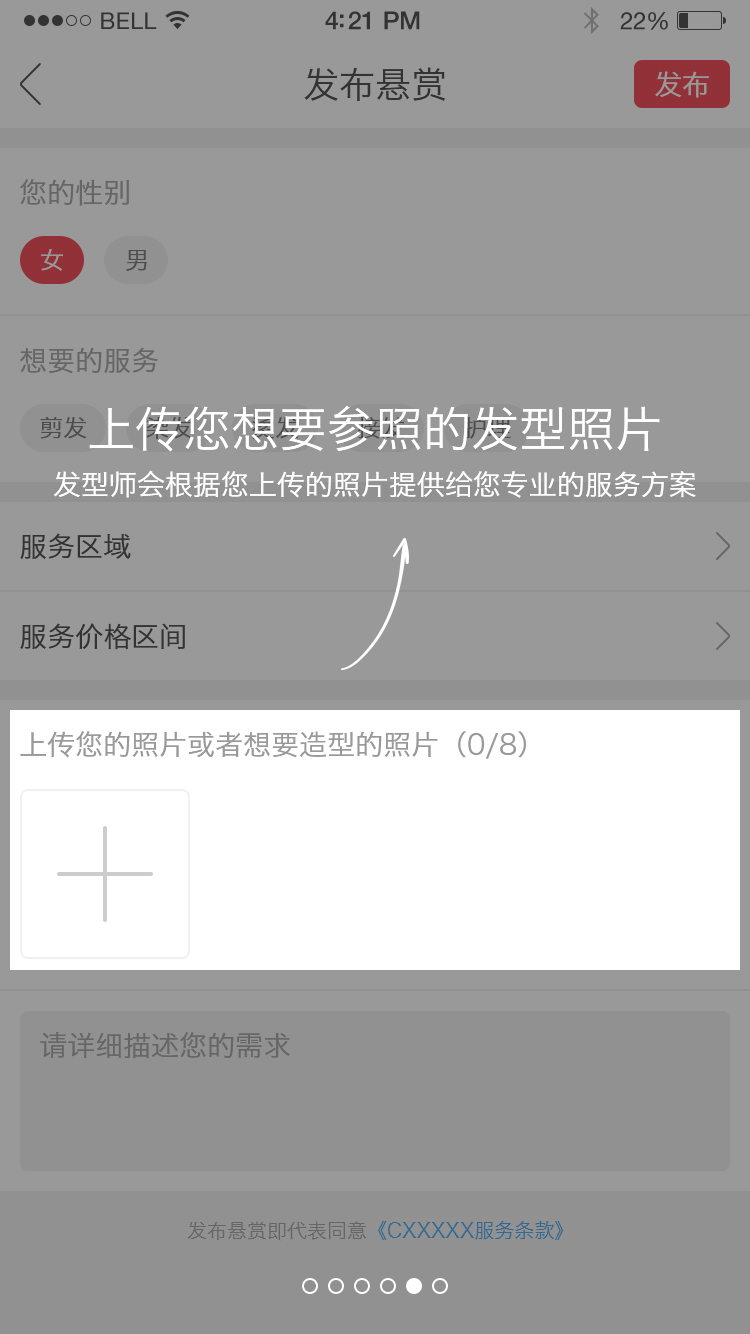 BELL 4:21 PM 22%
发布悬赏 发布
您的性别
女 男
想要的服务
剪发
上传您想要参照的发型照片
发型师会根据您上传的照片提供给您专业的服务方案
服务区域
服务价格区间
上传您的照片或者想要造型的照片（0/8）
请详细描述您的需求
发布悬赏即代表同意《CXXXXX服务条款》